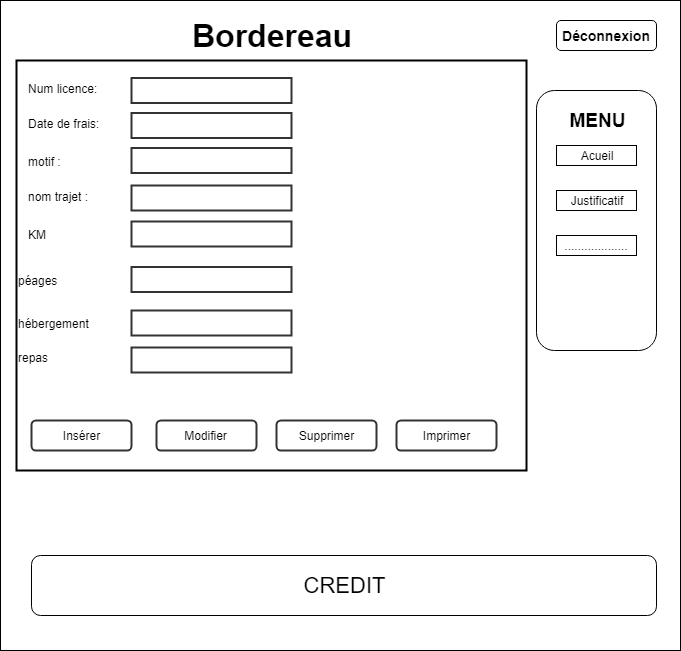 Bordereau
Déconnexion
Num licence:
Date de frais:
motif :
nom trajet :
KM
péages
hébergement
repas
Insérer
Modifier
Supprimer
Imprimer
MENU
Acueil
Justificatif
...................
CREDIT